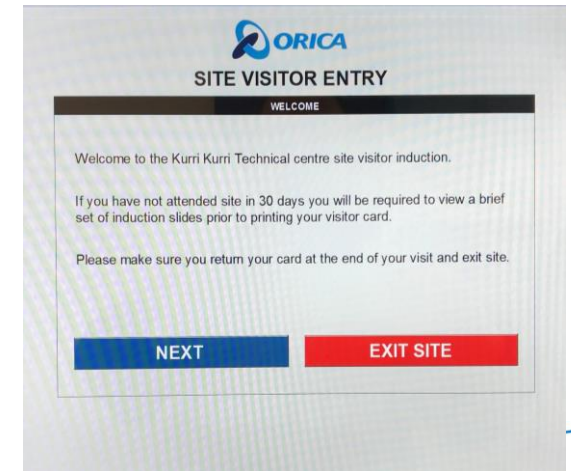 ORICA
SITE VISITOR ENTRY
WELCOME
Welcome to the Kurri Kurri Technical centre site visitor induction.
If you have not attended site in 30 days you will be required to view a brief
set of induction slides prior to printing your visitor card.
Please make sure you return your card at the end of your visit and exit site.
NEXT
EXIT SITE